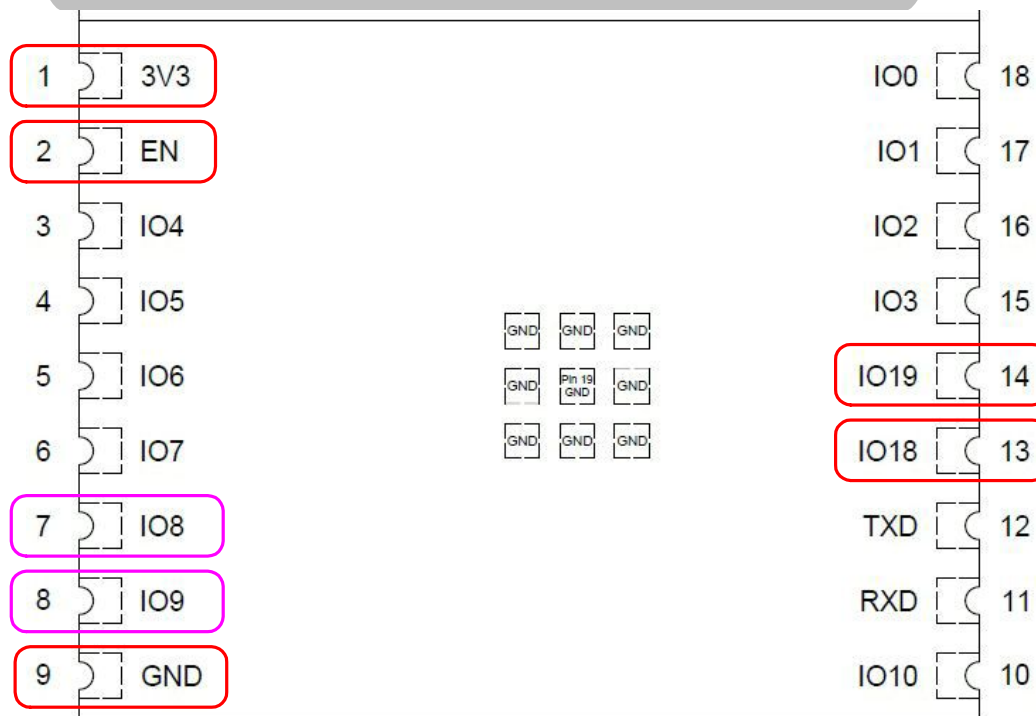 1 3V3 IO0 18
2 EN IO1 17
3 IO4 IO2 16
4 IO5 IO3 15
GND GND GND
5 IO6 GND Pin 19 GND GND IO19 14
GND GND GND
6 IO7 IO18 13
7 IO8 TXD 12
8 IO9 RXD 11
9 GND IO10 10